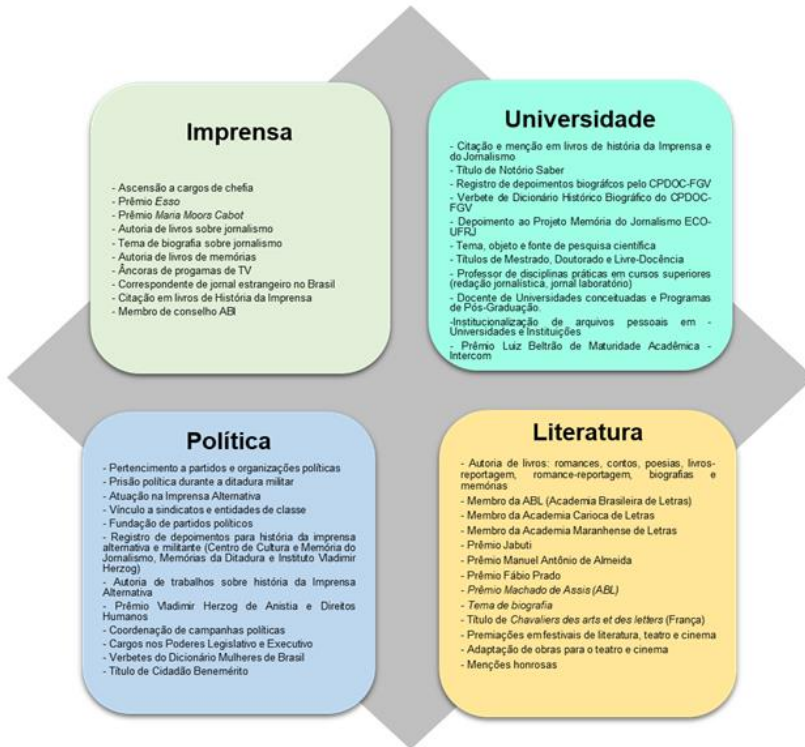 Imprensa
- Ascensão a cargos de chefia
- Prêmio Esso
- Prêmio Maria Moors Cabot
- Autoria de livros sobre jornalismo
- Tema de biografia sobre jornalismo
- Autoria de livros de memórias
- Âncoras de progamas de TV
- Correspondente de jornal estrangeiro no Brasil
- Citação em livros de História da Imprensa
- Membro de conselho ABI
Universidade
- Citação e menção em livros de história da Imprensa e
do Jornalismo
- Título de Notório Saber
- Registro de depoimentos biográfcos pelo CPDOC-FGV
- Verbete de Dicionário Histórico Biográfico do CPDOC-
FGV
- Depoimento ao Projeto Memória do Jornalismo ECO-
UFRJ
- Tema, objeto e fonte de pesquisa científica
- Títulos de Mestrado, Doutorado e Livre-Docência
- Professor de disciplinas práticas em cursos superiores
(redação jornalística, jornal laboratório)
- Docente de Universidades conceituadas e Programas
de Pós-Graduação.
-Institucionalização de arquivos pessoais em -
Universidades e Instituições
- Prêmio Luiz Beltrão de Maturidade Acadêmica -
Intercom
Política
- Pertencimento a partidos e organizações políticas
- Prisão política durante a ditadura militar
- Atuação na Imprensa Alternativa
- Vínculo a sindicatos e entidades de classe
- Fundação de partidos políticos
- Registro de depoimentos para história da imprensa
alternativa e militante (Centro de Cultura e Memória do
Jornalismo, Memórias da Ditadura e Instituto Vladimir
Herzog)
- Autoria de trabalhos sobre história da Imprensa
Alternativa
- Prêmio Vladimir Herzog de Anistia e Direitos
Humanos
- Coordenação de campanhas políticas
- Cargos nos Poderes Legislativo e Executivo
- Verbetes do Dicionário Mulheres de Brasil
- Título de Cidadão Benemérito
Literatura
- Autoria de livros: romances, contos, poesias, livros-
reportagem, romance-reportagem, biografias e
memórias
- Membro da ABL (Academia Brasileira de Letras)
- Membro da Academia Carioca de Letras
- Membro da Academia Maranhense de Letras
- Prêmio Jabuti
- Prêmio Manuel Antônio de Almeida
- Prêmio Fábio Prado
- Prêmio Machado de Assis (ABL)
- Tema de biografia
- Título de Chavaliers des arts et des letters (França)
- Premiações em festivais de literatura, teatro e cinema
- Adaptação de obras para o teatro e cinema
- Menções honrosas